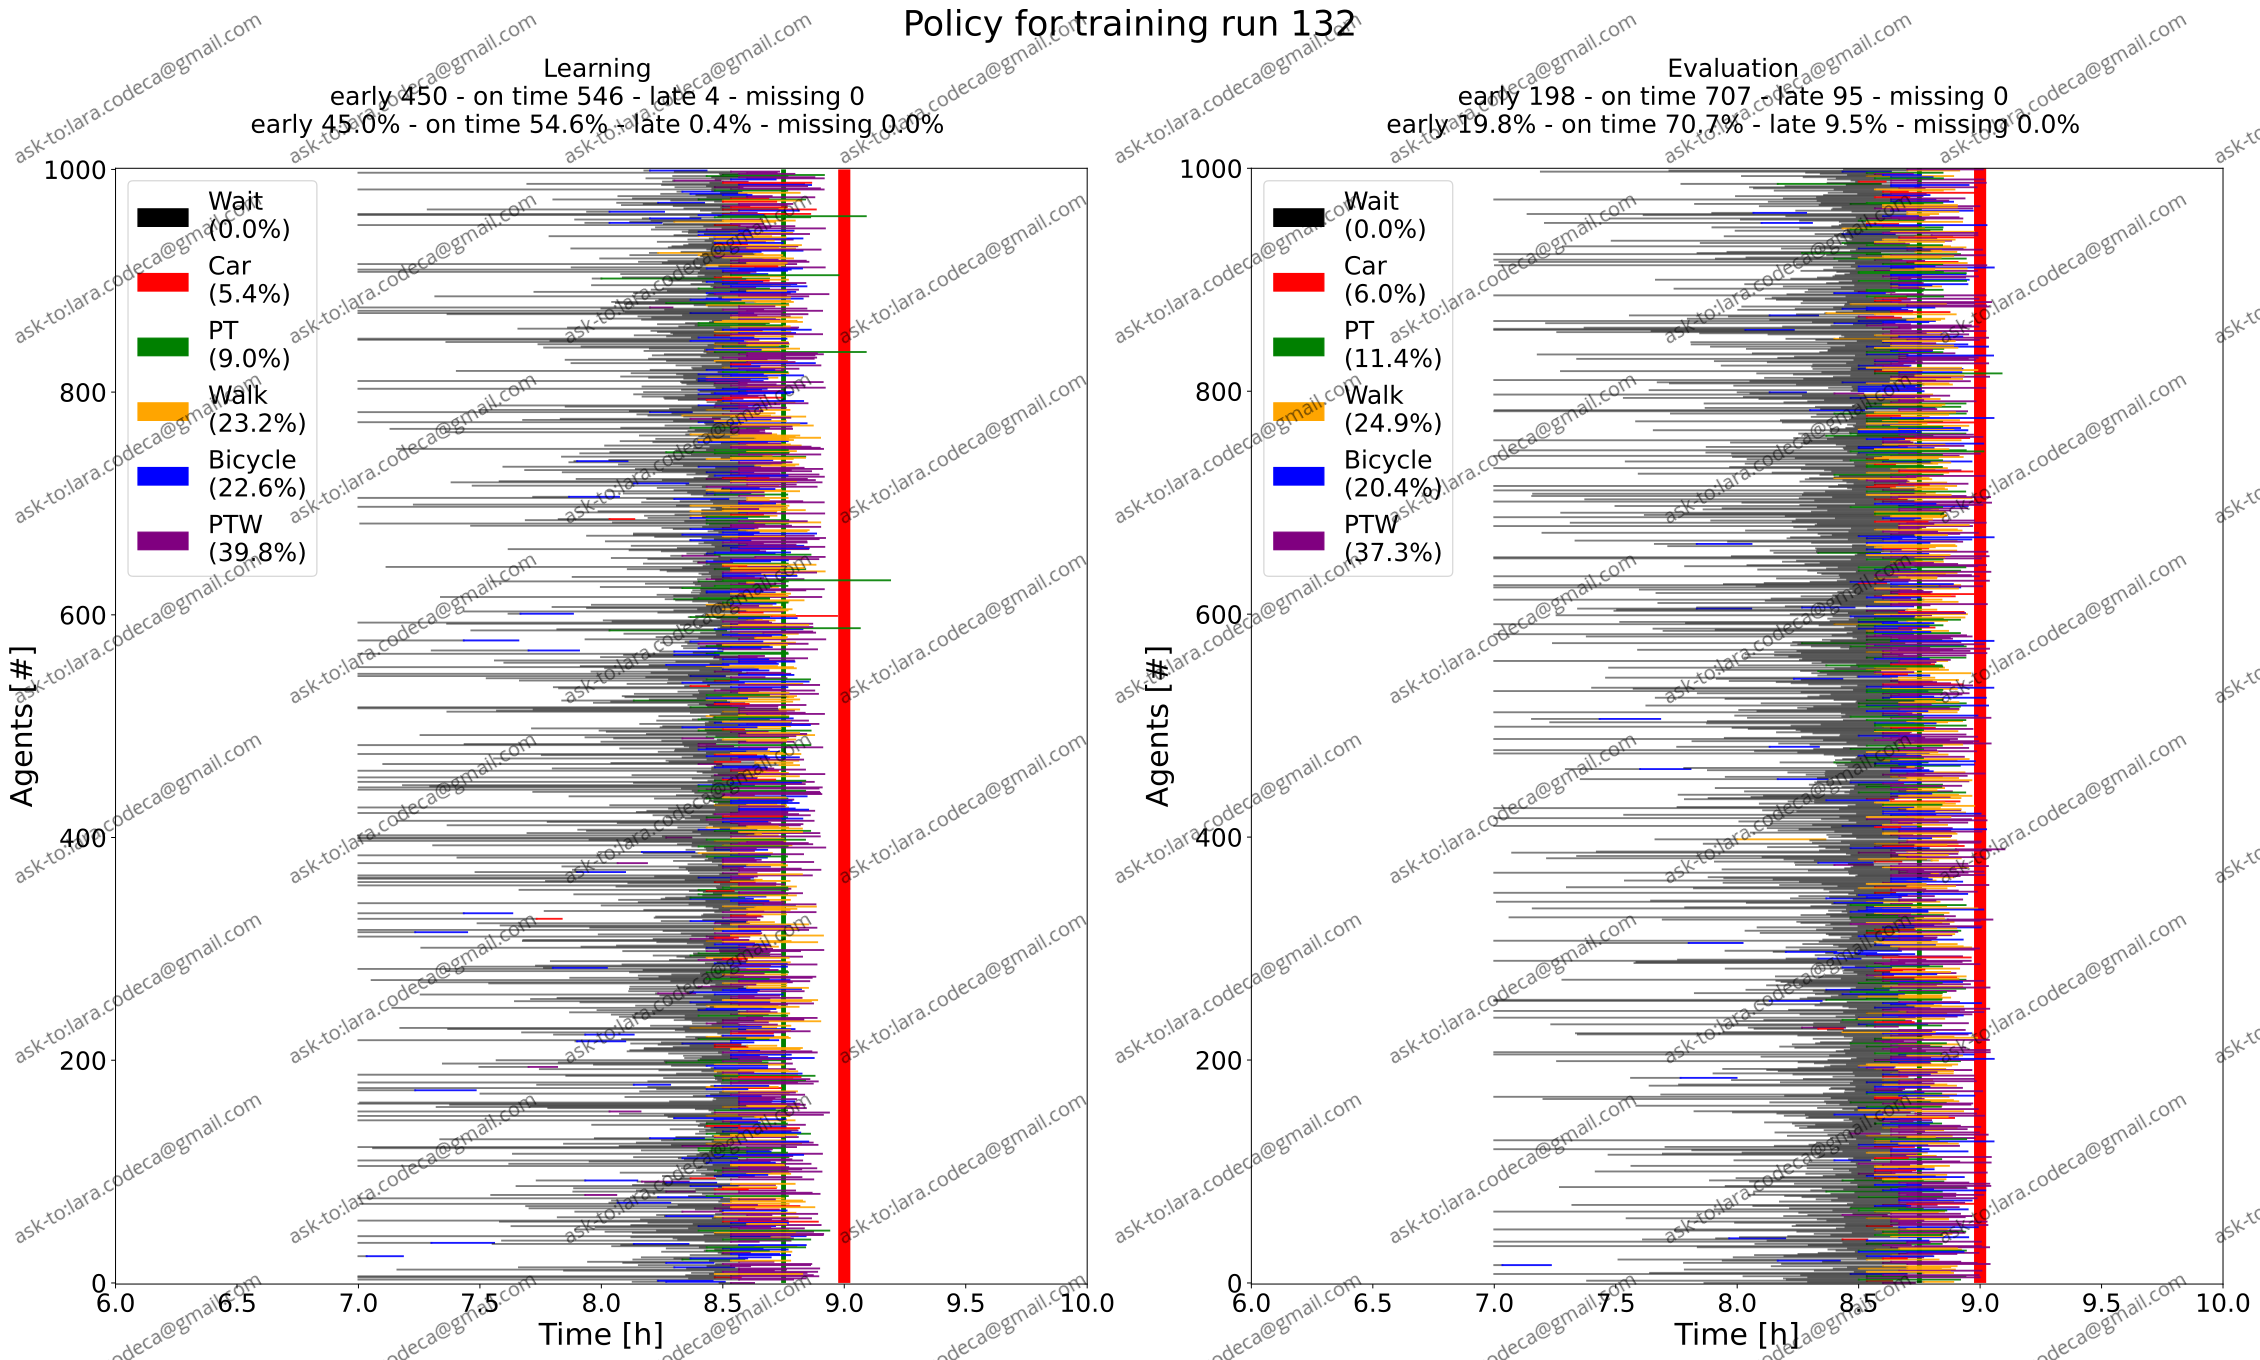 Policy for training run 132
Learning
early 450 - on time 546 - late 4 - missing 0
early 45.0% - on time 54.6% - late 0.4% - missing 0.0%
1000
800
600
400
200
0
Agents [#]
Wait
(0.0%)
Car
(5.4%)
PT
(9.0%)
Walk
(23.2%)
Bicycle
(22.6%)
PTW
(39.8%)
6.0 6.5 7.0 7.5 8.0 8.5 9.0 9.5 10.0
Time [h]
Evaluation
early 198 - on time 707 - late 95 - missing 0
early 19.8% - on time 70.7% - late 9.5% - missing 0.0%
1000
800
600
400
200
0
Agents [#]
Wait
(0.0%)
Car
(6.0%)
PT
(11.4%)
Walk
(24.9%)
Bicycle
(20.4%)
PTW
(37.3%)
6.0 6.5 7.0 7.5 8.0 8.5 9.0 9.5 10.0
Time [h]
ask-to:lara.codeca@gmail.com